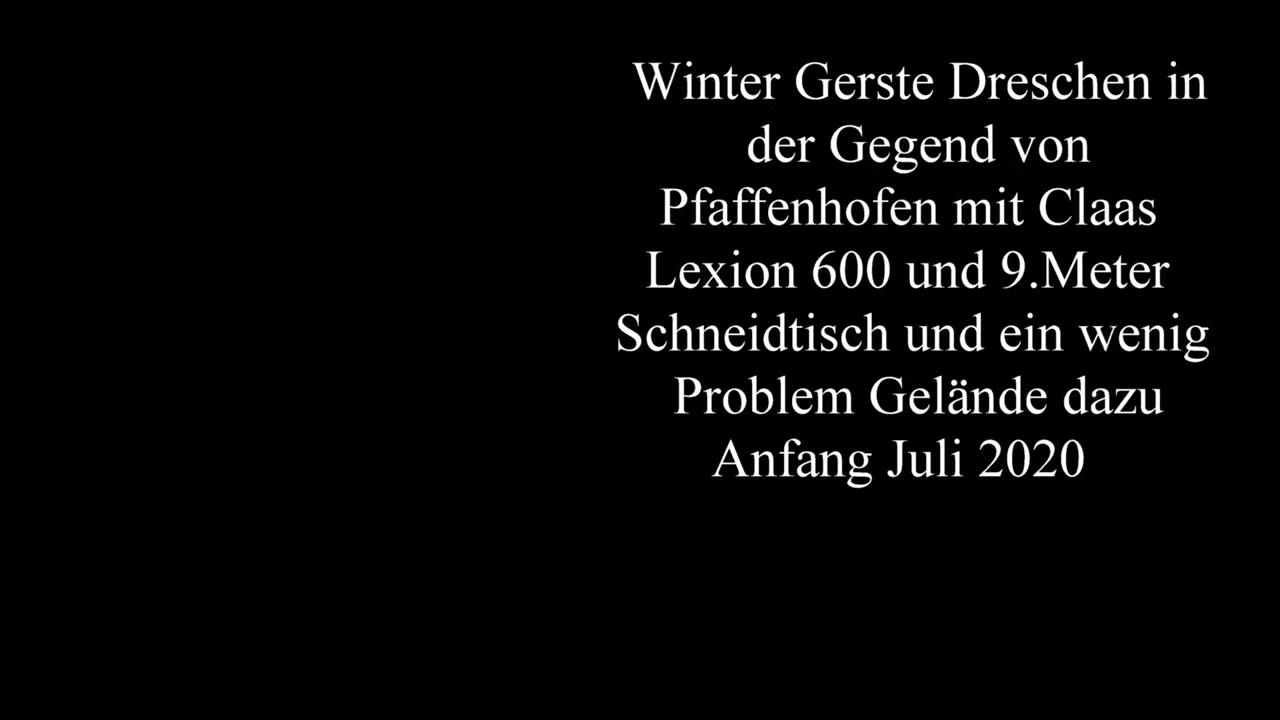 Winter Gerste Dreschen in
der Gegend von
Pfaffenhofen mit Claas
Lexion 600 und 9.Meter
Schneidtisch und ein wenig
Problem Gelände dazu
Anfang Juli 2020